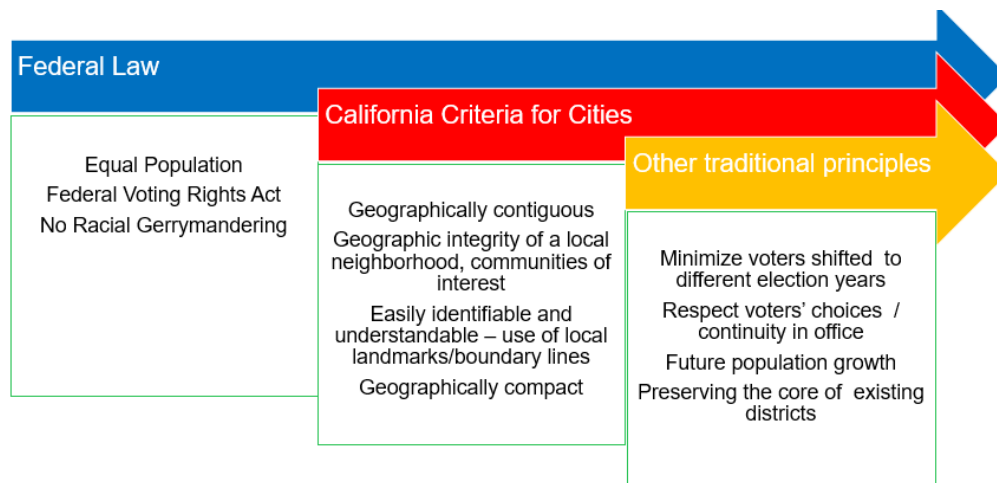 Federal Law
Equal Population
Federal Voting Rights Act
No Racial Gerrymandering
California Criteria for Cities
Geographically contiguous
Geographic integrity of a local
neighborhood, communities of
interest
Easily identifiable and
understandable – use of local
landmarks/boundary lines
Geographically compact
Other traditional principles
Minimize voters shifted to
different election years
Respect voters’ choices /
continuity in office
Future population growth
Preserving the core of existing
districts